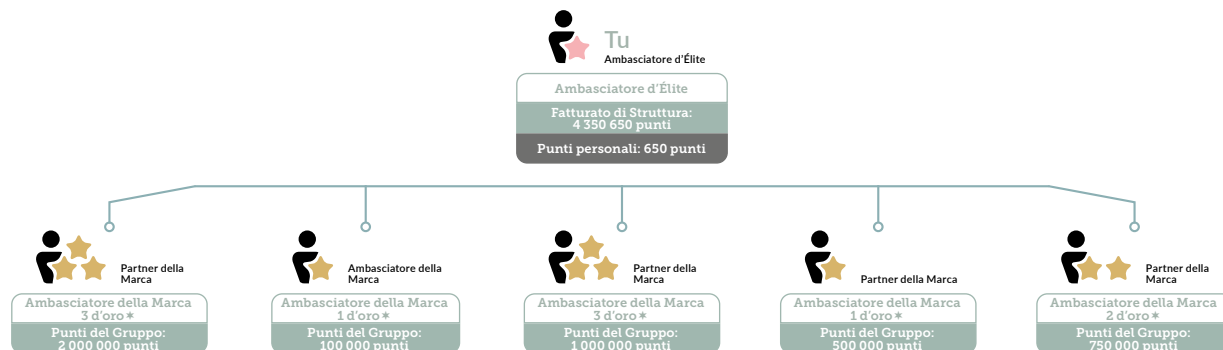 Tu
Ambasciatore d’Élite
Ambasciatore d’Élite
Fatturato di Struttura:
4 350 650 punti
Punti personali: 650 punti
Partner della
Marca
Ambasciatore della Marca
3 d’oro✶
Punti del Gruppo:
2 000 000 punti
Ambasciatore della
Marca
Ambasciatore della Marca
1 d’oro✶
Punti del Gruppo:
100 000 punti
Partner della
Marca
Ambasciatore della Marca
3 d’oro✶
Punti del Gruppo:
1 000 000 punti
Partner della Marca
Ambasciatore della Marca
1 d’oro✶
Punti del Gruppo:
500 000 punti
Partner della
Marca
Ambasciatore della Marca
2 d’oro✶
Punti del Gruppo:
750 000 punti